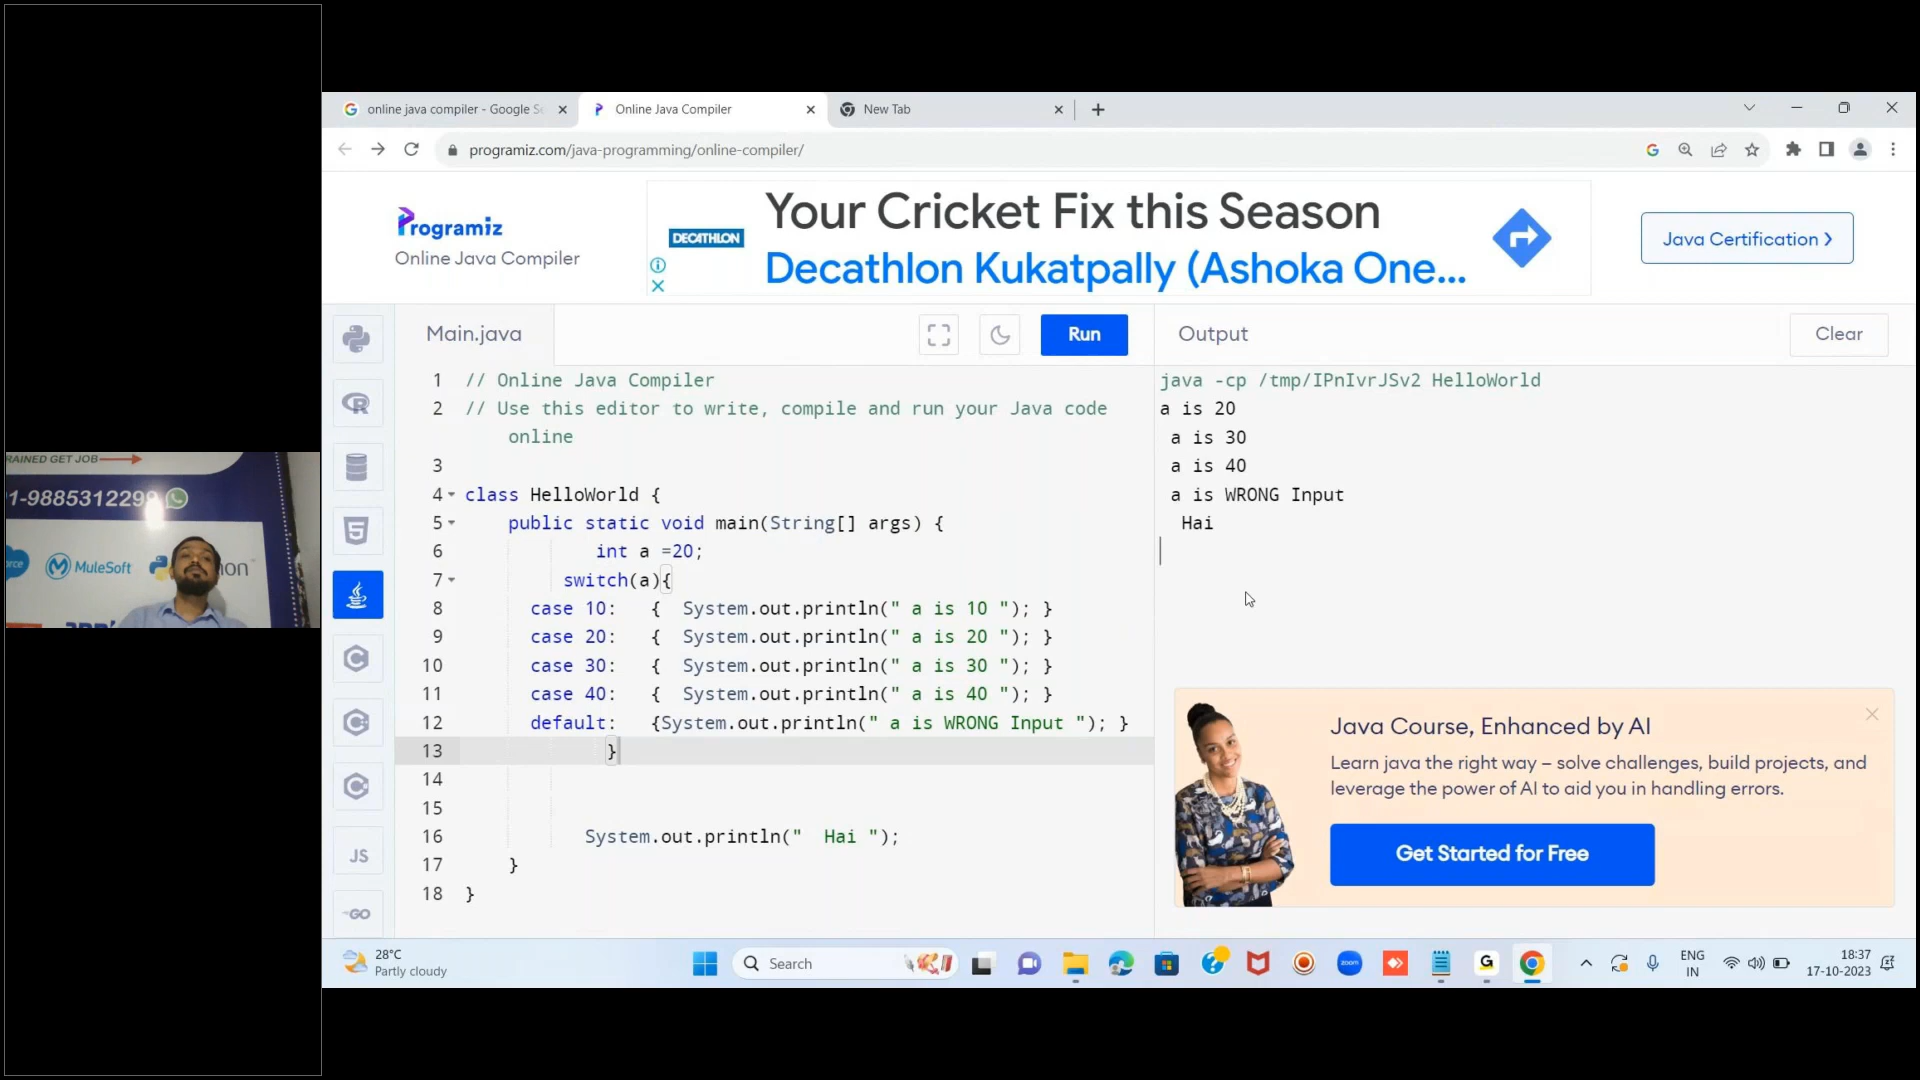 online java compiler - Google Se
Online Java Compiler
New Tab
programiz.com/java-programming/online-compiler/
Programiz
Online Java Compiler
DECATHLON
Your Cricket Fix this Season
Decathlon Kukatpally (Ashoka One...
Java Certification ❯
Main.java
Run
Output
Clear
1 // Online Java Compiler
2 // Use this editor to write, compile and run your Java code
online
3
4 class HelloWorld {
5 public static void main(String[] args) {
6 int a =20;
7 switch(a){
8 case 10: { System.out.println(" a is 10 "); }
9 case 20: { System.out.println(" a is 20 "); }
10 case 30: { System.out.println(" a is 30 "); }
11 case 40: { System.out.println(" a is 40 "); }
12 default: {System.out.println(" a is WRONG Input "); }
13 }
14
15
16 System.out.println("  Hai ");
17 }
18 }
java -cp /tmp/IPnIvrJSv2 HelloWorld
a is 20
a is 30
a is 40
a is WRONG Input
Hai
Java Course, Enhanced by AI
Learn java the right way – solve challenges, build projects, and
leverage the power of AI to aid you in handling errors.
Get Started for Free
JS
GO
RAINED GET JOB
1-9885312299
MuleSoft
28°C
Partly cloudy
Search
zoom
ENG
IN
18:37
17-10-2023